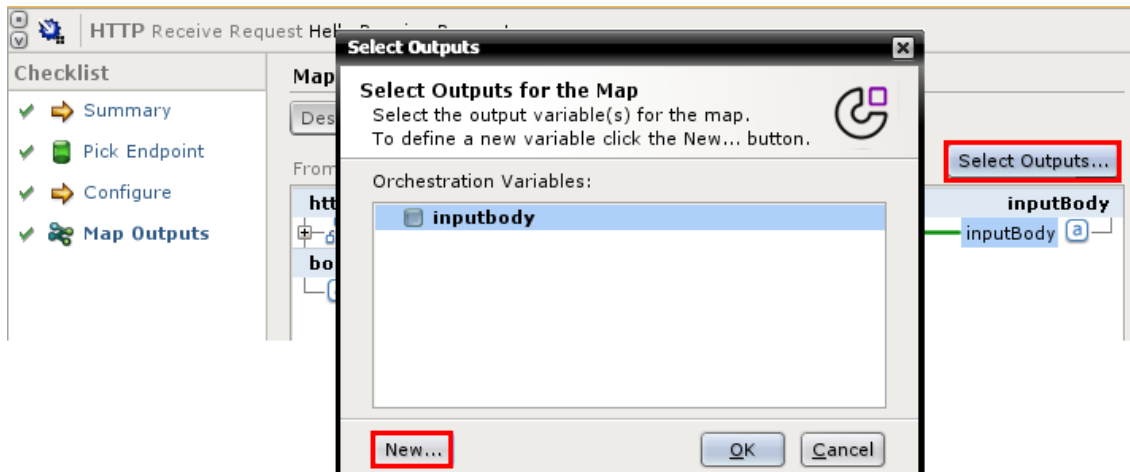 HTTP Receive Request
Select Outputs
Checklist
Summary
Pick Endpoint
Configure
Map Outputs
Map
Select Outputs for the Map
Select the output variable(s) for the map.
To define a new variable click the New... button.
From
Select Outputs...
Orchestration Variables:
inputbody
inputBody
inputBody
a
New...
OK
Cancel